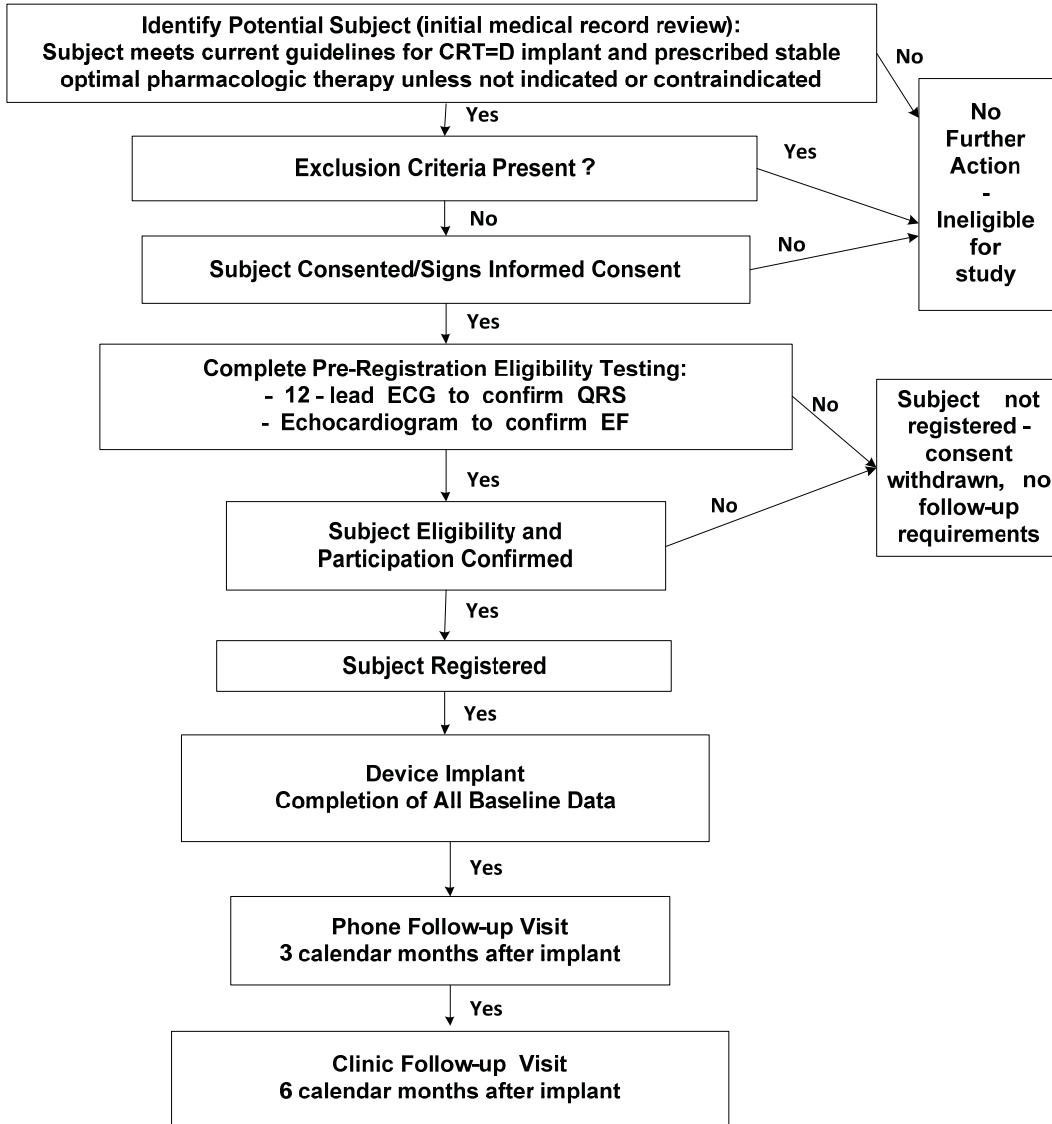 Identify Potential Subject (initial medical record review):
Subject meets current guidelines for CRT=D implant and prescribed stable
optimal pharmacologic therapy unless not indicated or contraindicated
No
Yes
No
Further
Action
-
Ineligible
for
study
Exclusion Criteria Present ?
Yes
No
Subject Consented/Signs Informed Consent
No
Yes
Complete Pre-Registration Eligibility Testing:
- 12 - lead ECG to confirm QRS
- Echocardiogram to confirm EF
No
Subject not
registered -
consent
withdrawn, no
follow-up
requirements
Yes
Subject Eligibility and
Participation Confirmed
No
Yes
Subject Registered
Yes
Device Implant
Completion of All Baseline Data
Yes
Phone Follow-up Visit
3 calendar months after implant
Yes
Clinic Follow-up Visit
6 calendar months after implant